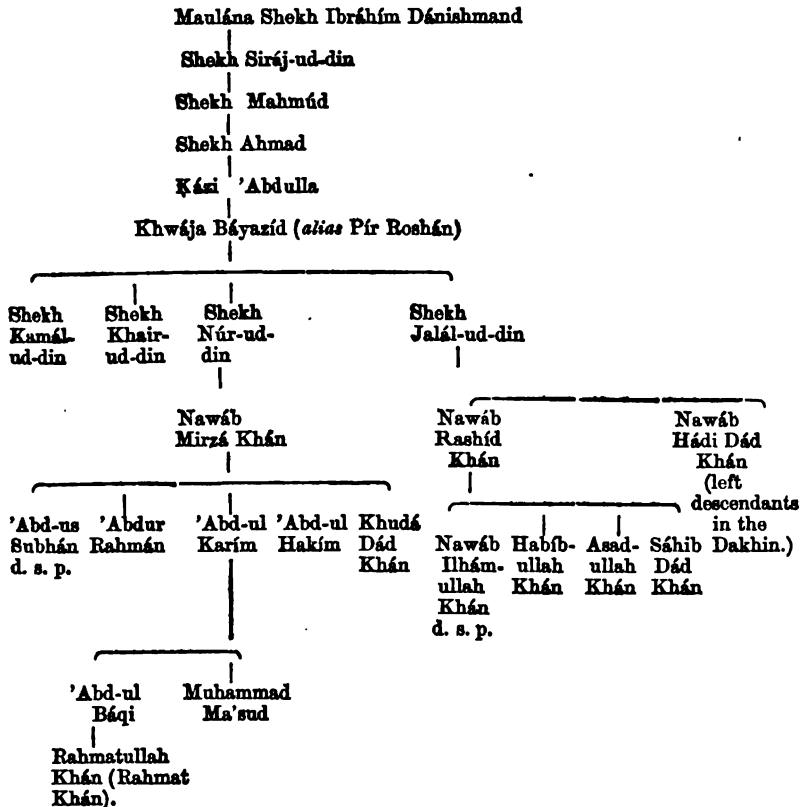 Maulána Shekh Ibráhím Dánishmand
Shekh Siráj-ud-din
Shekh Mahmúd
Shekh Ahmad
Ḳázi 'Abdulla
Khwája Báyazíd (alias Pír Roshán)
Shekh
Kamál-
ud-din
Shekh
Khair-
ud-din
Shekh
Núr-ud-
din
Shekh
Jalál-ud-din
Nawáb
Mirzá Khán
Nawáb
Rashíd
Khán
Nawáb
Hádi Dád
Khán
(left
descendants
in the
Dakhin.)
'Abd-us
Subhán
d. s. p.
'Abdur
Rahmán
'Abd-ul
Karím
'Abd-ul
Hakím
Khudá
Dád
Khán
Nawáb
Ilhám-
ullah
Khán
d. s. p.
Habíb-
ullah
Khán
Asad-
ullah
Khán
Sáhib
Dád
Khán
'Abd-ul
Báqi
Muhammad
Ma'sud
Rahmatullah
Khán (Rahmat
Khán).